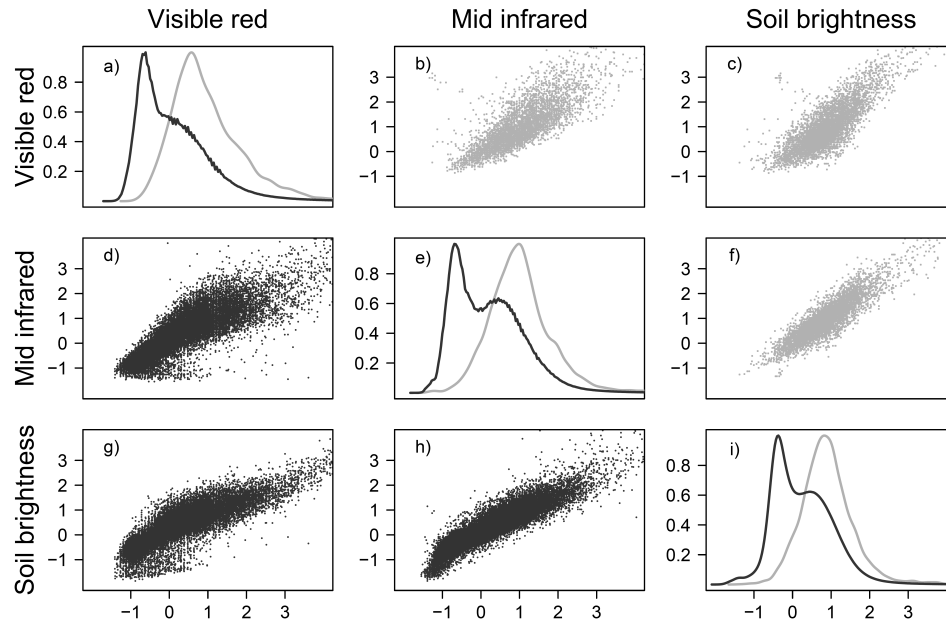 Visible red Mid infrared Soil brightness
Visible red
a)
0.8
0.6
0.4
0.2
b)
3
2
1
0
−1
c)
3
2
1
0
−1
Mid infrared
d)
3
2
1
0
−1
e)
0.8
0.6
0.4
0.2
f)
3
2
1
0
−1
Soil brightness
g)
3
2
1
0
−1
h)
3
2
1
0
−1
i)
0.8
0.6
0.4
0.2
−1 0 1 2 3
−1 0 1 2 3
−1 0 1 2 3